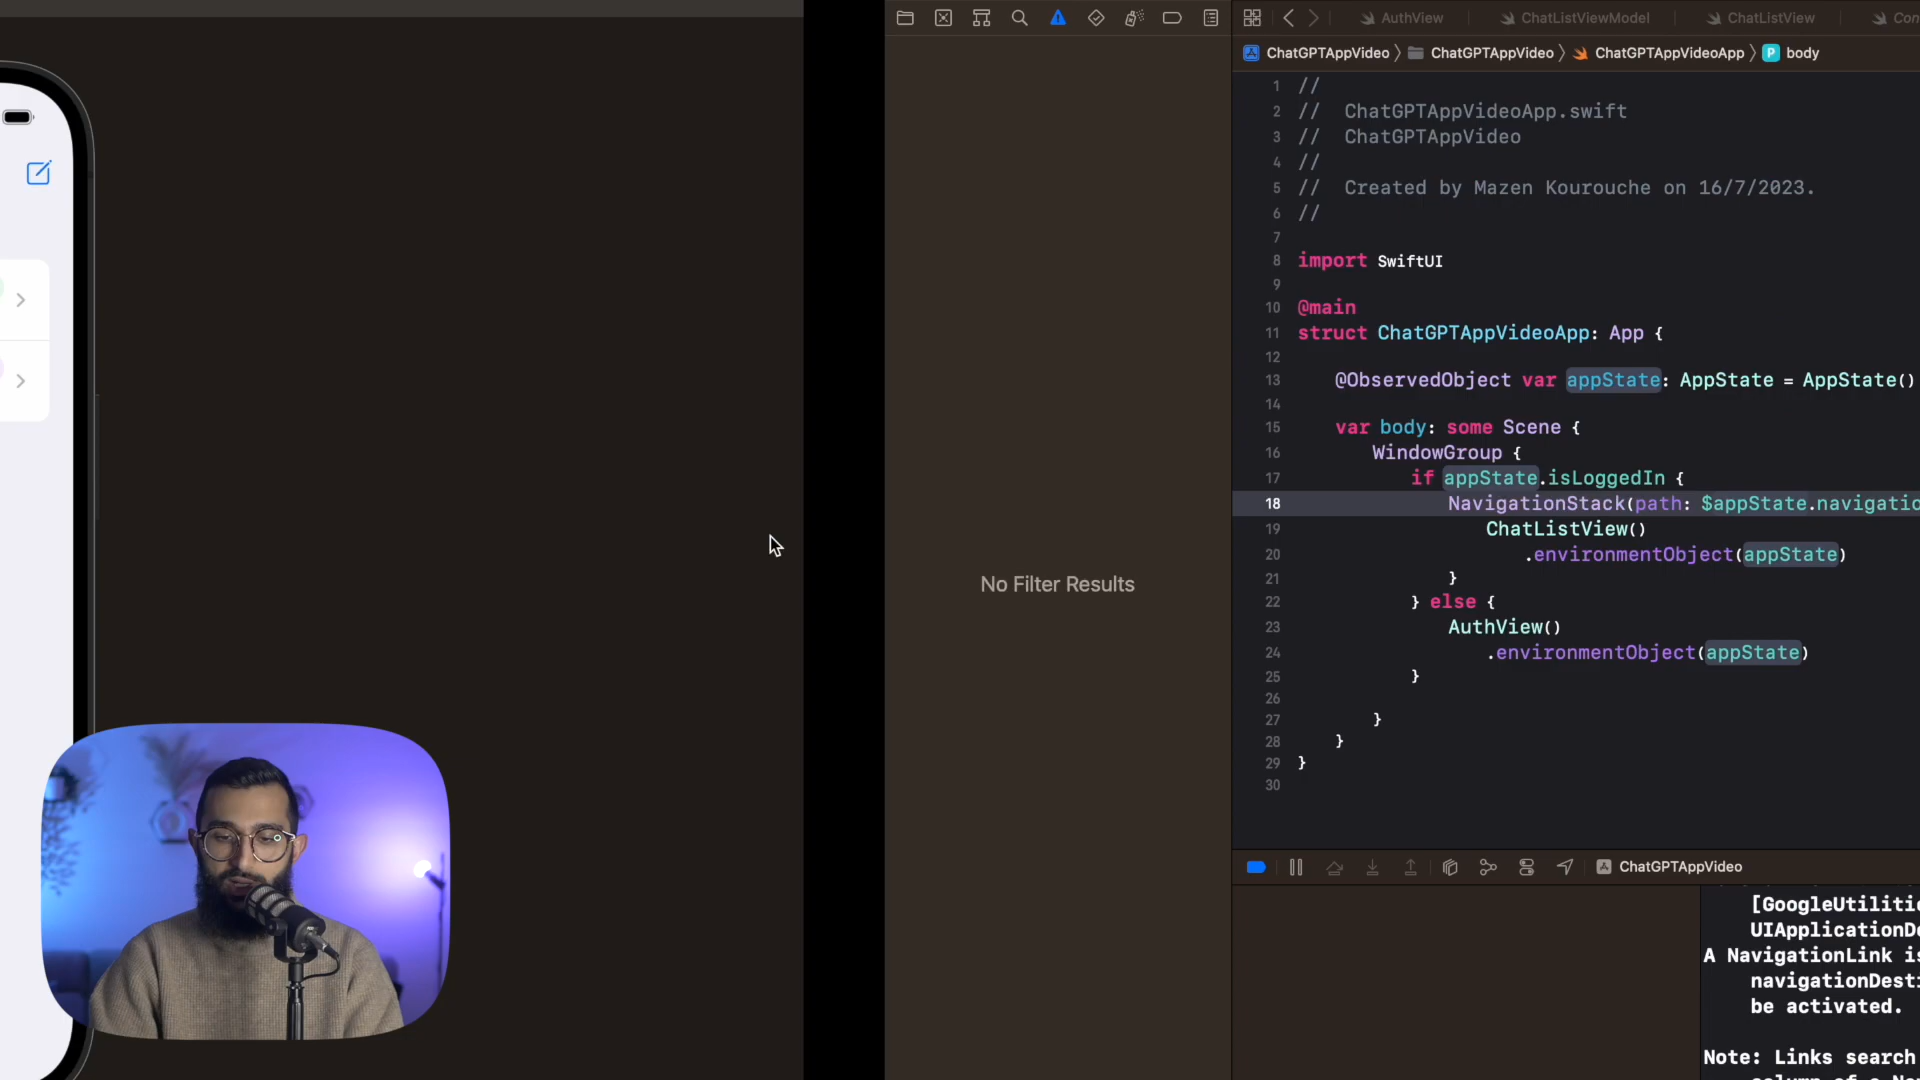 AuthView ChatListViewModel ChatListView
ChatGPTAppVideo ChatGPTAppVideo ChatGPTAppVideoApp P body
1 //
2 // ChatGPTAppVideoApp.swift
3 // ChatGPTAppVideo
4 //
5 // Created by Mazen Kourouche on 16/7/2023.
6 //
7
8 import SwiftUI
9
10 @main
11 struct ChatGPTAppVideoApp: App {
12
13 @ObservedObject var appState: AppState = AppState()
14
15 var body: some Scene {
16 WindowGroup {
17 if appState.isLoggedIn {
18 NavigationStack(path: $appState.navigatio
19 ChatListView()
20 .environmentObject(appState)
21 }
22 } else {
23 AuthView()
24 .environmentObject(appState)
25 }
26
27 }
28 }
29 }
30
No Filter Results
ChatGPTAppVideo
[GoogleUtilitie
UIApplicationDe
A NavigationLink is
navigationDesti
be activated.
Note: Links search